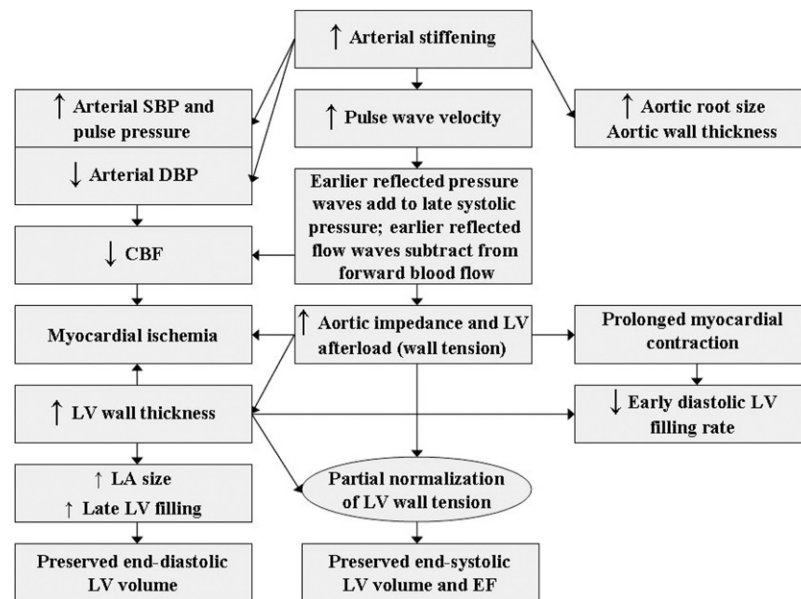 ↑ Arterial stiffening
↑ Arterial SBP and
pulse pressure
↓ Arterial DBP
↑ Pulse wave velocity
↑ Aortic root size
Aortic wall thickness
Earlier reflected pressure
waves add to late systolic
pressure; earlier reflected
flow waves subtract from
forward blood flow
↓ CBF
Myocardial ischemia
↑ Aortic impedance and LV
afterload (wall tension)
Prolonged myocardial
contraction
↑ LV wall thickness
↓ Early diastolic LV
filling rate
↑ LA size
↑ Late LV filling
Partial normalization
of LV wall tension
Preserved end-diastolic
LV volume
Preserved end-systolic
LV volume and EF